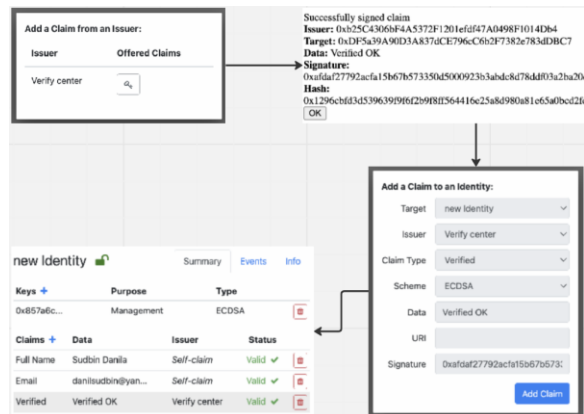 Add a Claim from an Issuer:
Issuer Offered Claims
Verify center
Successfully signed claim
Issuer: 0xb25C4306bF4A5372F1201efdf47A0498F1014Db4
Target: 0xDF5a39A90D3A837dCE796cC6b2F7382e783dDBC7
Data: Verified OK
Signature:
0xafdaf27792acfa15b67b573350d5000923b3abdc8d78ddf03a2ba20
Hash:
0x1296cbfd3d539639f9f6f2b9f8ff564416e25a8d980a81e65a0bcd2f
OK
Add a Claim to an Identity:
Target new Identity
Issuer Verify center
Claim Type Verified
Scheme ECDSA
Data Verified OK
URI
Signature 0xafdaf27792acfa15b67b573
Add Claim
new Identity Summary Events Info
Keys + Purpose Type
0x857a6c... Management ECDSA
Claims + Data Issuer Status
Full Name Sudbin Danila Self-claim Valid ✓
Email danilsudbin@yan... Self-claim Valid ✓
Verified Verified OK Verify center Valid ✓